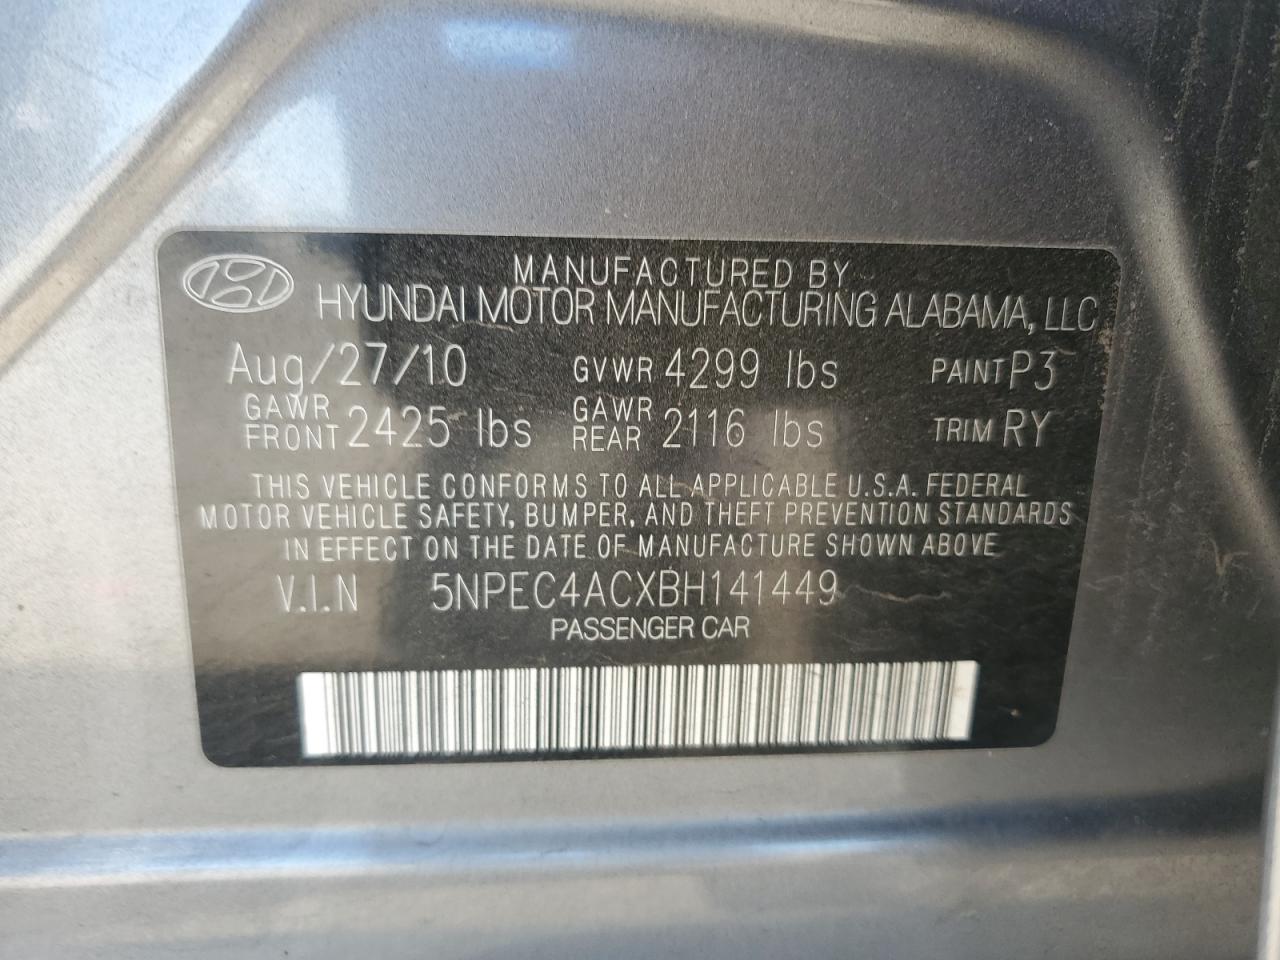 MANUFACTURED BY
HYUNDAI MOTOR MANUFACTURING ALABAMA, LLC
Aug/27/10 GVWR 4299 lbs PAINT P3
GAWR FRONT 2425 lbs GAWR REAR 2116 lbs TRIM RY
THIS VEHICLE CONFORMS TO ALL APPLICABLE U.S.A. FEDERAL
MOTOR VEHICLE SAFETY, BUMPER, AND THEFT PREVENTION STANDARDS
IN EFFECT ON THE DATE OF MANUFACTURE SHOWN ABOVE
V.I.N 5NPEC4ACXBH141449
PASSENGER CAR